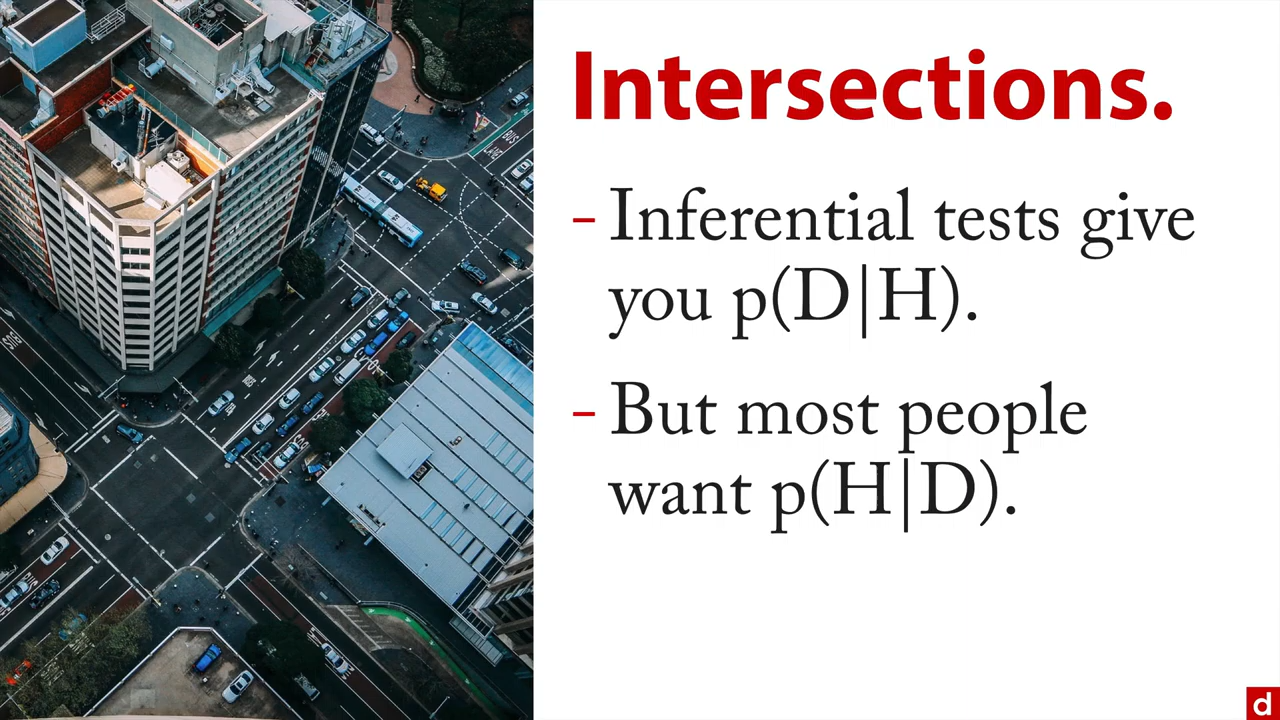 Intersections.
- Inferential tests give
you p(D|H).
- But most people
want p(H|D).
d